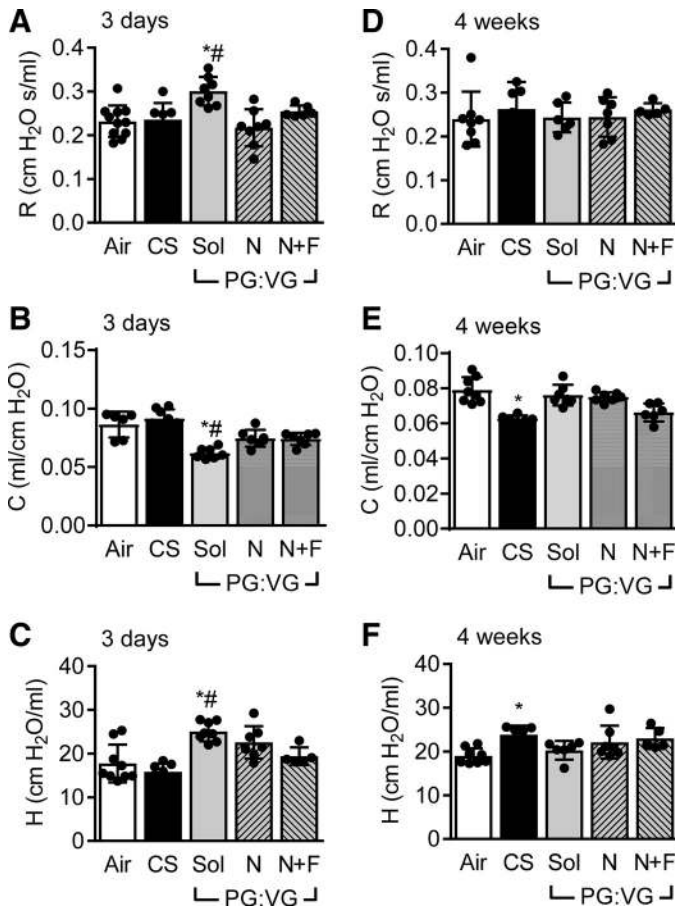 A 3 days
R (cm H₂O s/ml)
0.4
0.3
0.2
0.1
0.0
*#
Air CS Sol N N+F
PG:VG
D 4 weeks
R (cm H₂O s/ml)
0.4
0.3
0.2
0.1
0.0
Air CS Sol N N+F
PG:VG
B 3 days
C (ml/cm H₂O)
0.15
0.10
0.05
0.00
*#
Air CS Sol N N+F
PG:VG
E 4 weeks
C (ml/cm H₂O)
0.10
0.08
0.06
0.04
0.02
0.00
*
Air CS Sol N N+F
PG:VG
C 3 days
H (cm H₂O/ml)
40
30
20
10
0
*#
Air CS Sol N N+F
PG:VG
F 4 weeks
H (cm H₂O/ml)
40
30
20
10
0
*
Air CS Sol N N+F
PG:VG